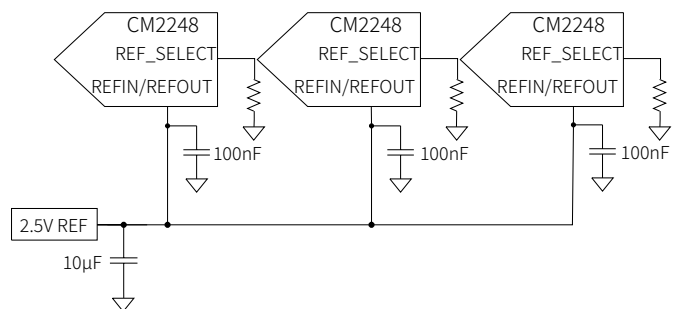 CM2248 CM2248 CM2248
REF_SELECT REF_SELECT REF_SELECT
REFIN/REFOUT REFIN/REFOUT REFIN/REFOUT
100nF 100nF 100nF
2.5V REF
10µF